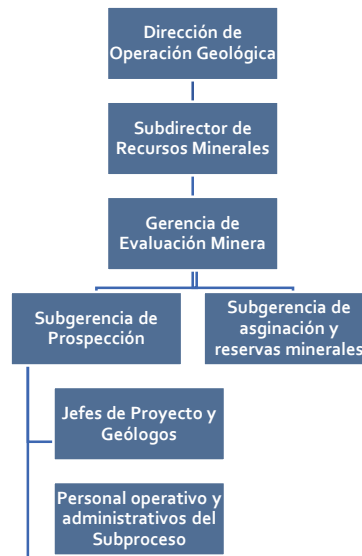 Dirección de
Operación Geológica
Subdirector de
Recursos Minerales
Gerencia de
Evaluación Minera
Subgerencia de
Prospección
Subgerencia de
asginación y
reservas minerales
Jefes de Proyecto y
Geólogos
Personal operativo y
administrativos del
Subproceso